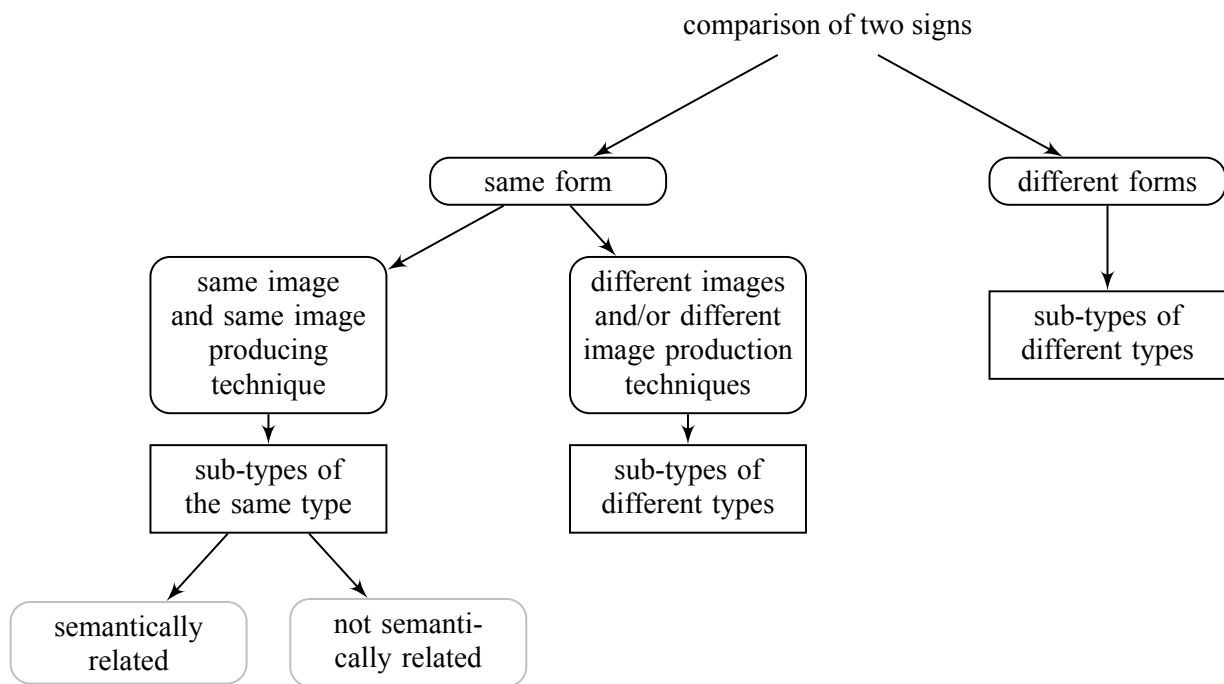 comparison of two signs
same form
different forms
same image
and same image
producing
technique
different images
and/or different
image production
techniques
sub-types of
different types
sub-types of
the same type
sub-types of
different types
semantically
related
not semanti-
cally related